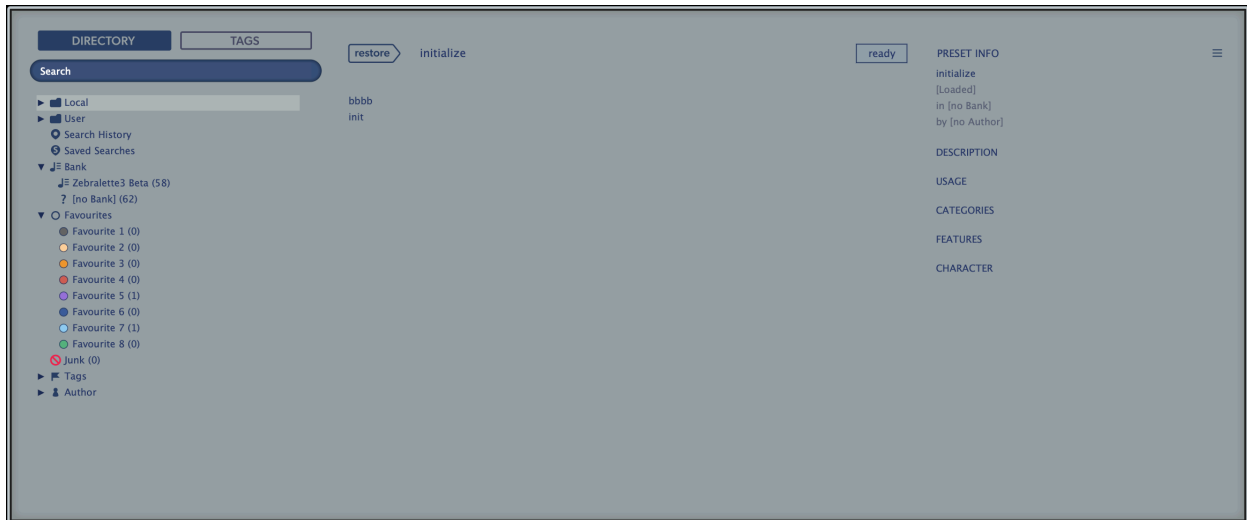 DIRECTORY
TAGS
Search
Local
User
Search History
Saved Searches
Bank
Zebralette3 Beta (58)
? [no Bank] (62)
Favourites
Favourite 1 (0)
Favourite 2 (0)
Favourite 3 (0)
Favourite 4 (0)
Favourite 5 (1)
Favourite 6 (0)
Favourite 7 (1)
Favourite 8 (0)
Junk (0)
Tags
Author
restore
initialize
ready
bbbb
init
PRESET INFO
initialize
[Loaded]
in [no Bank]
by [no Author]
DESCRIPTION
USAGE
CATEGORIES
FEATURES
CHARACTER